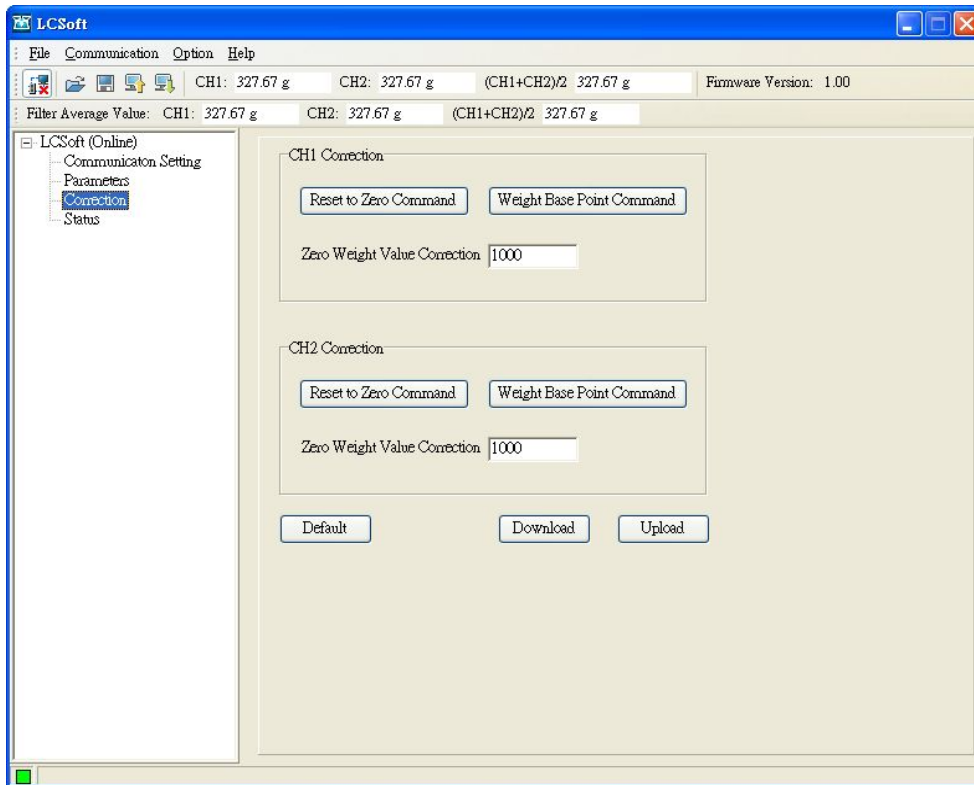 LCSoft
File Communication Option Help
CH1: 327.67 g CH2: 327.67 g (CH1+CH2)/2 327.67 g Firmware Version: 1.00
Filter Average Value: CH1: 327.67 g CH2: 327.67 g (CH1+CH2)/2 327.67 g
LCSoft (Online)
Communicaton Setting
Parameters
Correction
Status
CH1 Correction
Reset to Zero Command Weight Base Point Command
Zero Weight Value Correction 1000
CH2 Correction
Reset to Zero Command Weight Base Point Command
Zero Weight Value Correction 1000
Default Download Upload